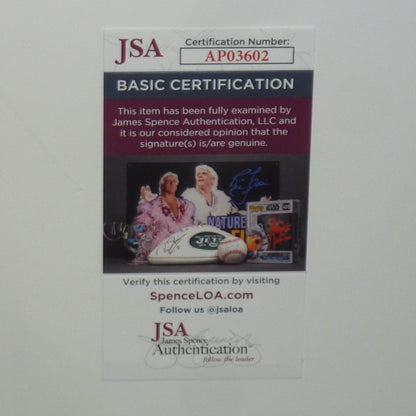 JSA
Certification Number:
AP03602
BASIC CERTIFICATION
This item has been fully examined by
James Spence Authentication, LLC and
it is our considered opinion that the
signature(s) is/are genuine.
NATURE
JETS
Verify this certification by visiting
SpenceLOA.com
Follow us @jsaloa
JSA
James Spence
Authentication
follow the leader